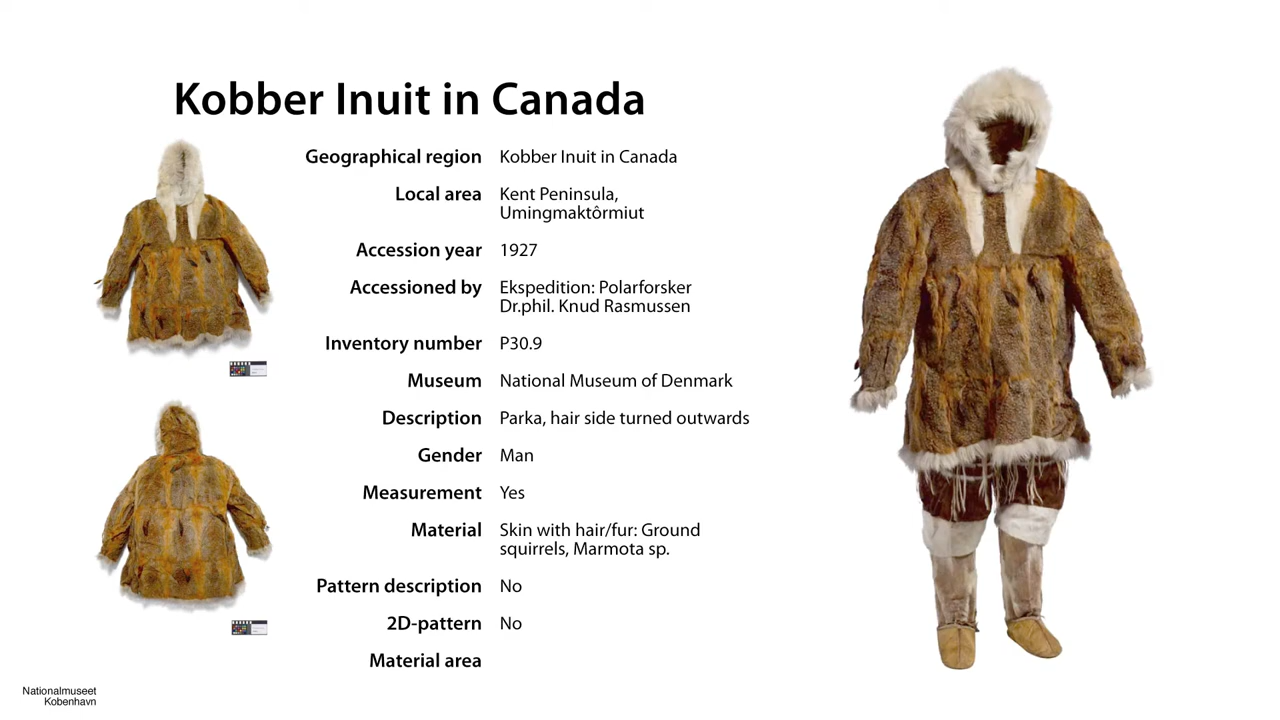 Kobber Inuit in Canada
Geographical region Kobber Inuit in Canada
Local area Kent Peninsula,
Umingmaktôrmiut
Accession year 1927
Accessioned by Ekspedition: Polarforsker
Dr.phil. Knud Rasmussen
Inventory number P30.9
Museum National Museum of Denmark
Description Parka, hair side turned outwards
Gender Man
Measurement Yes
Material Skin with hair/fur: Ground
squirrels, Marmota sp.
Pattern description No
2D-pattern No
Material area
Nationalmuseet
Kobenhavn